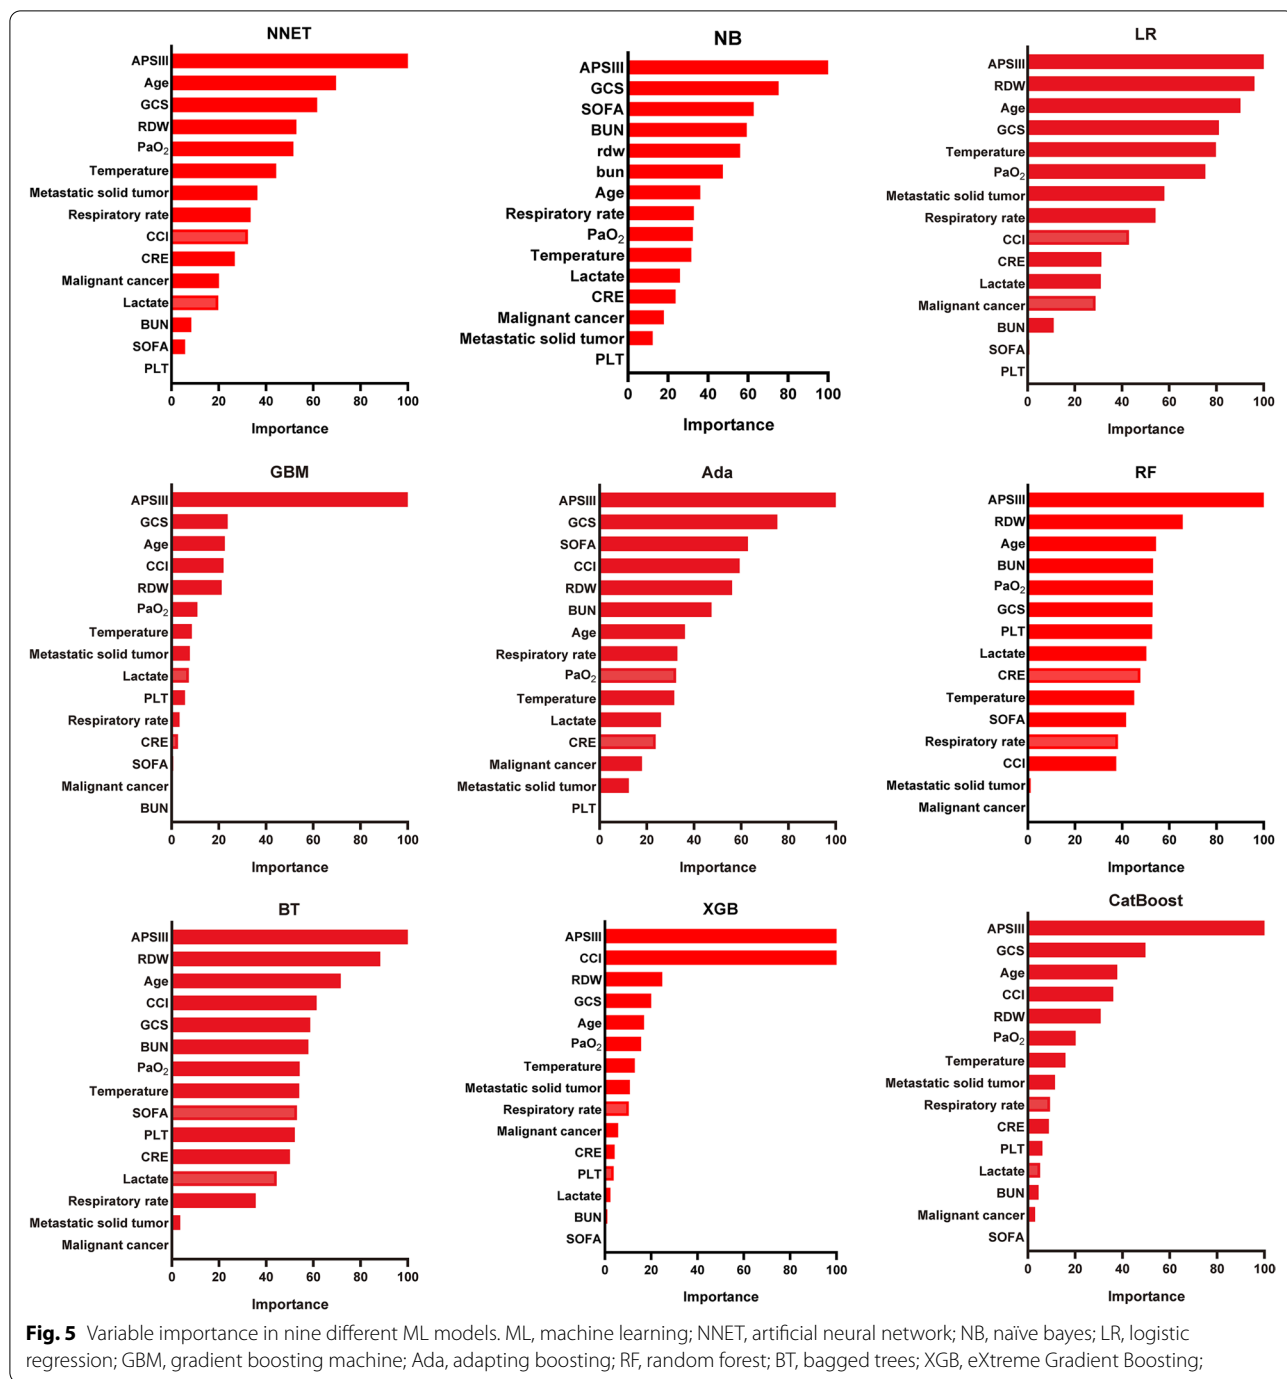 NNET
APSIII
Age
GCS
RDW
PaO₂
Temperature
Metastatic solid tumor
Respiratory rate
CCI
CRE
Malignant cancer
Lactate
BUN
SOFA
PLT
0 20 40 60 80 100
Importance
NB
APSIII
GCS
SOFA
BUN
rdw
bun
Age
Respiratory rate
PaO₂
Temperature
Lactate
CRE
Malignant cancer
Metastatic solid tumor
PLT
0 20 40 60 80 100
Importance
LR
APSIII
RDW
Age
GCS
Temperature
PaO₂
Metastatic solid tumor
Respiratory rate
CCI
CRE
Lactate
Malignant cancer
BUN
SOFA
PLT
0 20 40 60 80 100
Importance
GBM
APSIII
GCS
Age
CCI
RDW
PaO₂
Temperature
Metastatic solid tumor
Lactate
PLT
Respiratory rate
CRE
SOFA
Malignant cancer
BUN
0 20 40 60 80 100
Importance
Ada
APSIII
GCS
SOFA
CCI
RDW
BUN
Age
Respiratory rate
PaO₂
Temperature
Lactate
CRE
Malignant cancer
Metastatic solid tumor
PLT
0 20 40 60 80 100
Importance
RF
APSIII
RDW
Age
BUN
PaO₂
GCS
PLT
Lactate
CRE
Temperature
SOFA
Respiratory rate
CCI
Metastatic solid tumor
Malignant cancer
0 20 40 60 80 100
Importance
BT
APSIII
RDW
Age
CCI
GCS
BUN
PaO₂
Temperature
SOFA
PLT
CRE
Lactate
Respiratory rate
Metastatic solid tumor
Malignant cancer
0 20 40 60 80 100
Importance
XGB
APSIII
CCI
RDW
GCS
Age
PaO₂
Temperature
Metastatic solid tumor
Respiratory rate
Malignant cancer
CRE
PLT
Lactate
BUN
SOFA
0 20 40 60 80 100
Importance
CatBoost
APSIII
GCS
Age
CCI
RDW
PaO₂
Temperature
Metastatic solid tumor
Respiratory rate
CRE
PLT
Lactate
BUN
Malignant cancer
SOFA
0 20 40 60 80 100
Importance
Fig. 5 Variable importance in nine different ML models. ML, machine learning; NNET, artificial neural network; NB, naïve bayes; LR, logistic
regression; GBM, gradient boosting machine; Ada, adapting boosting; RF, random forest; BT, bagged trees; XGB, eXtreme Gradient Boosting;